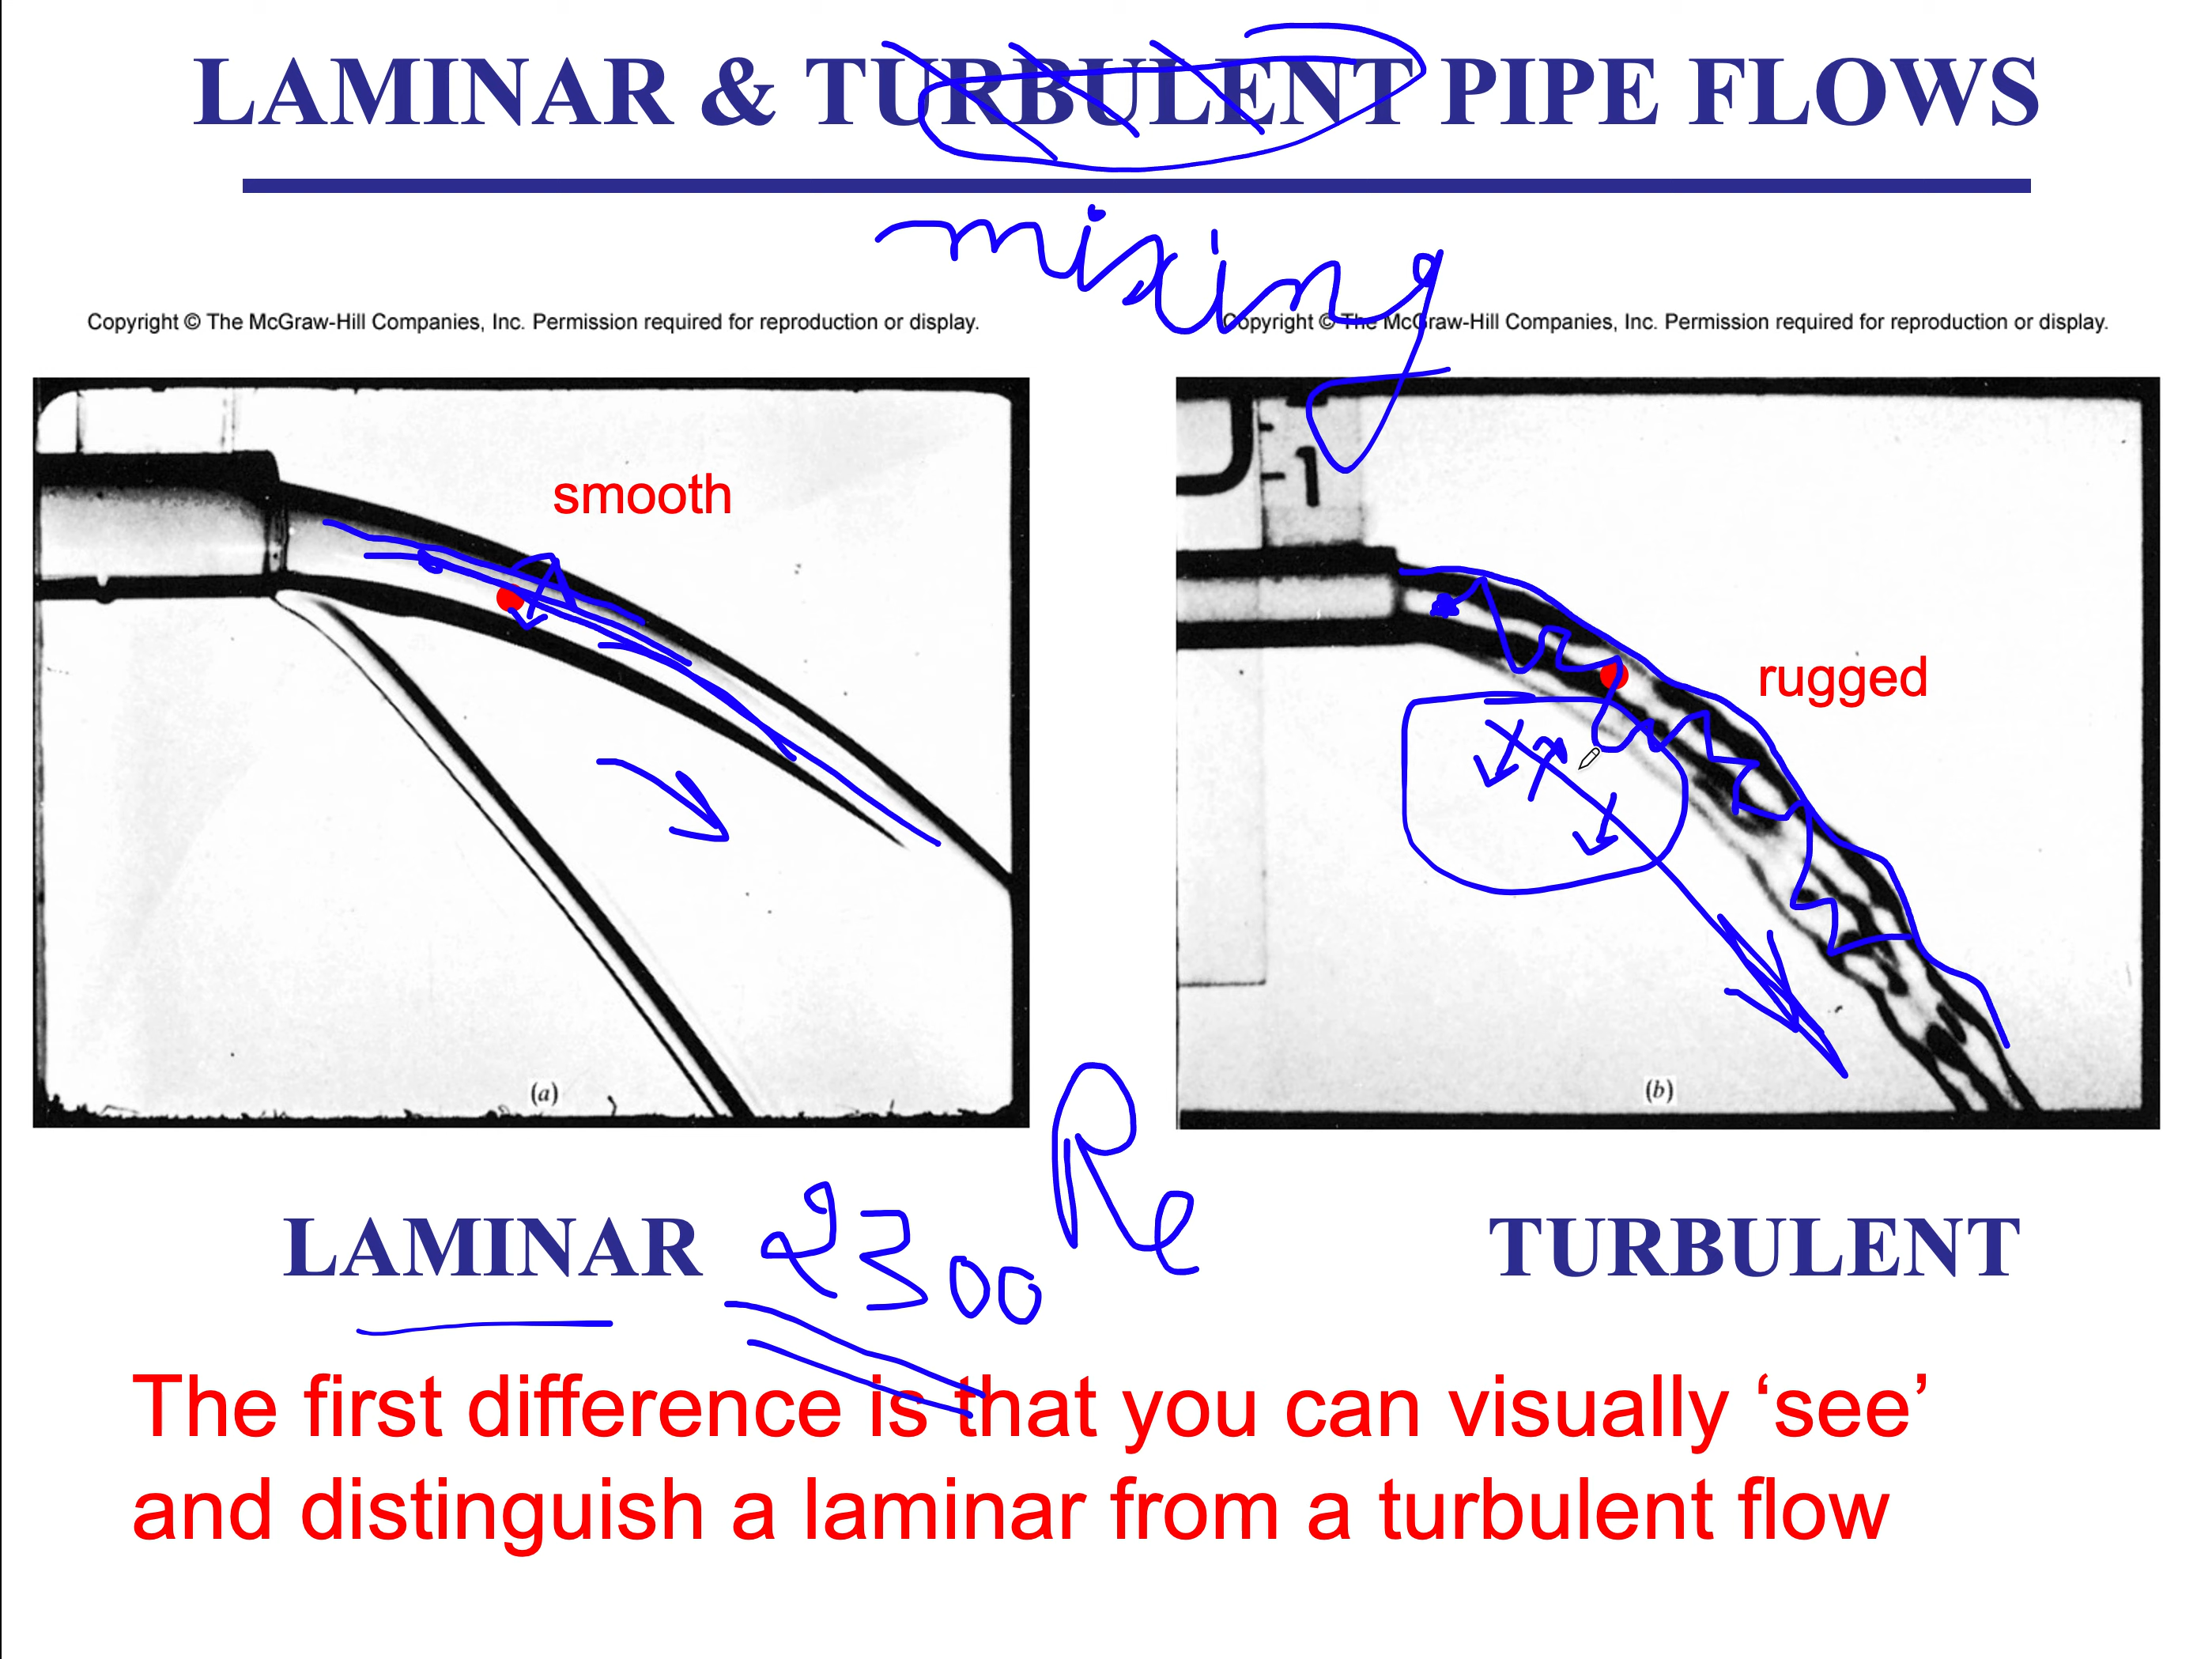 LAMINAR & TURBULENT PIPE FLOWS
mixing
Copyright © The McGraw-Hill Companies, Inc. Permission required for reproduction or display.
Copyright © The McGraw-Hill Companies, Inc. Permission required for reproduction or display.
smooth
1
rugged
(a)
(b)
Re
LAMINAR
2300
TURBULENT
The first difference is that you can visually ‘see’
and distinguish a laminar from a turbulent flow